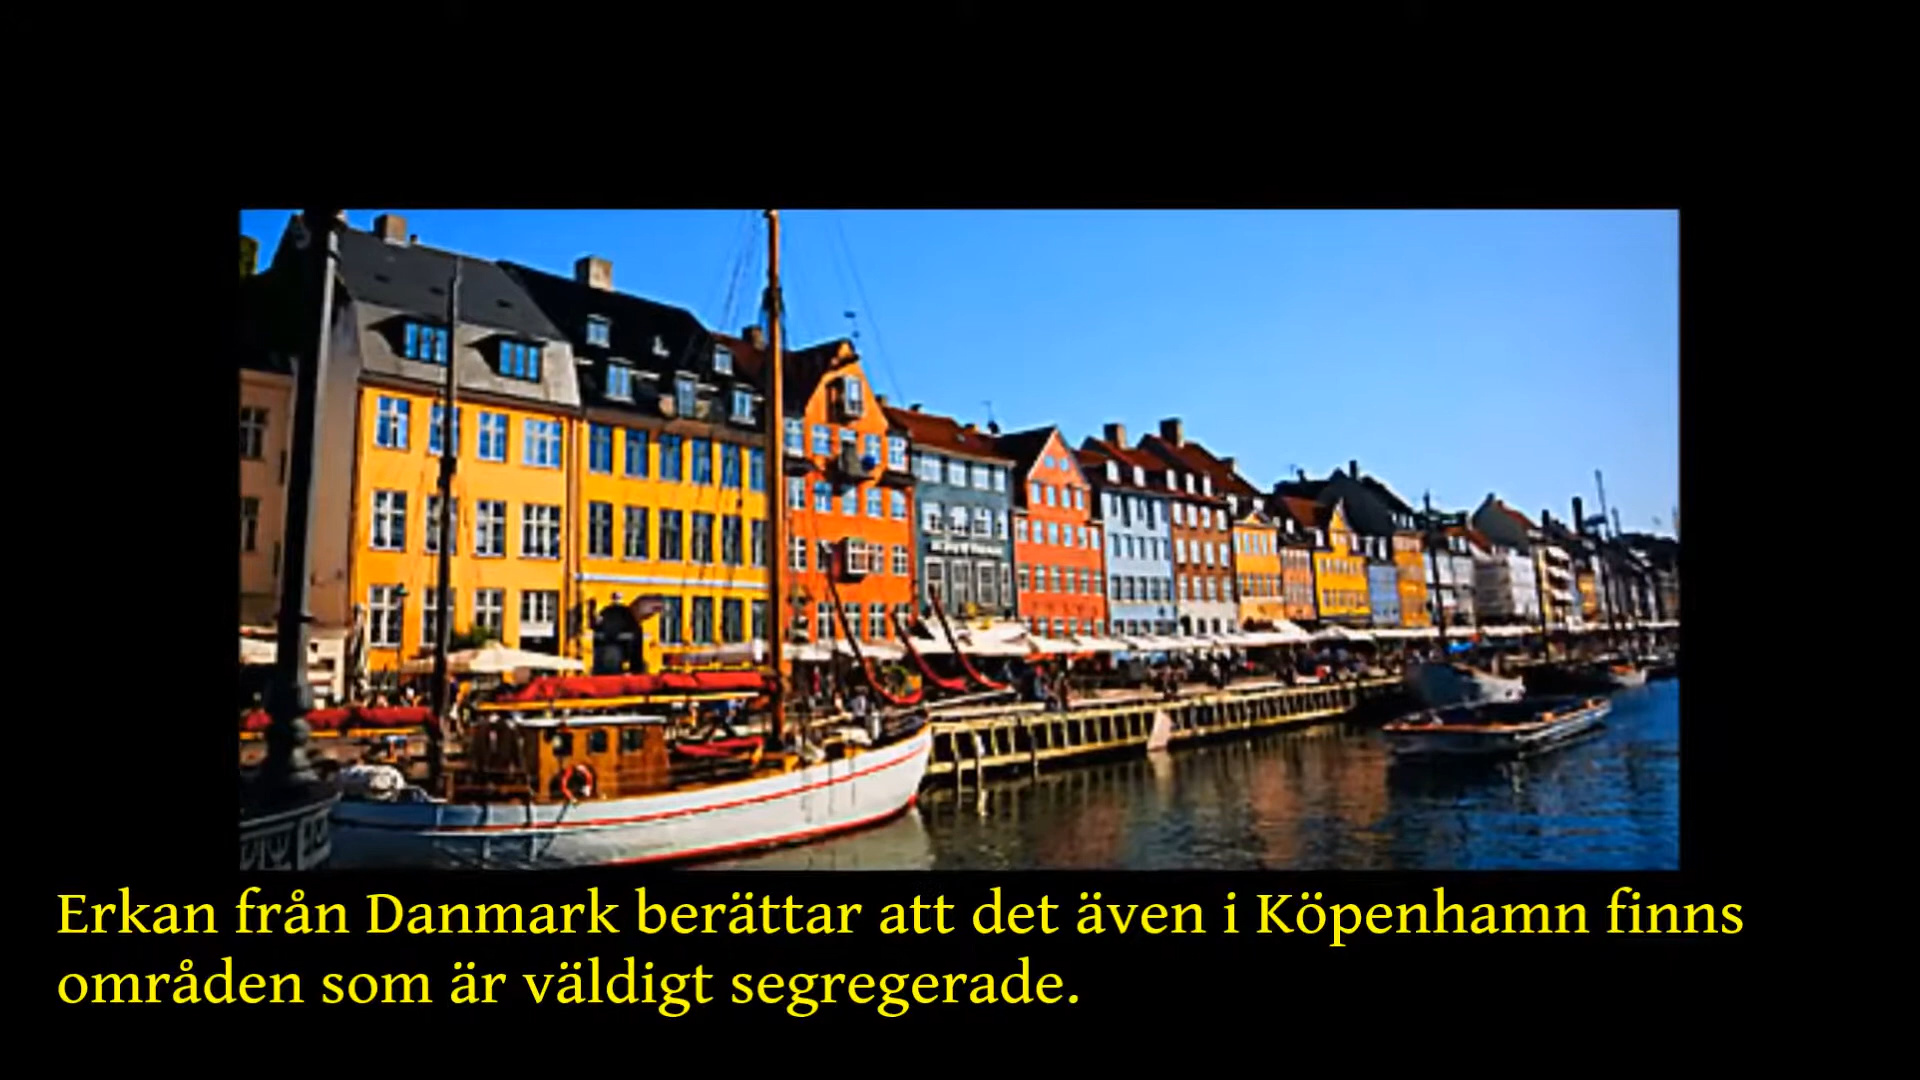 Erkan från Danmark berättar att det även i Köpenhamn finns
områden som är väldigt segregerade.